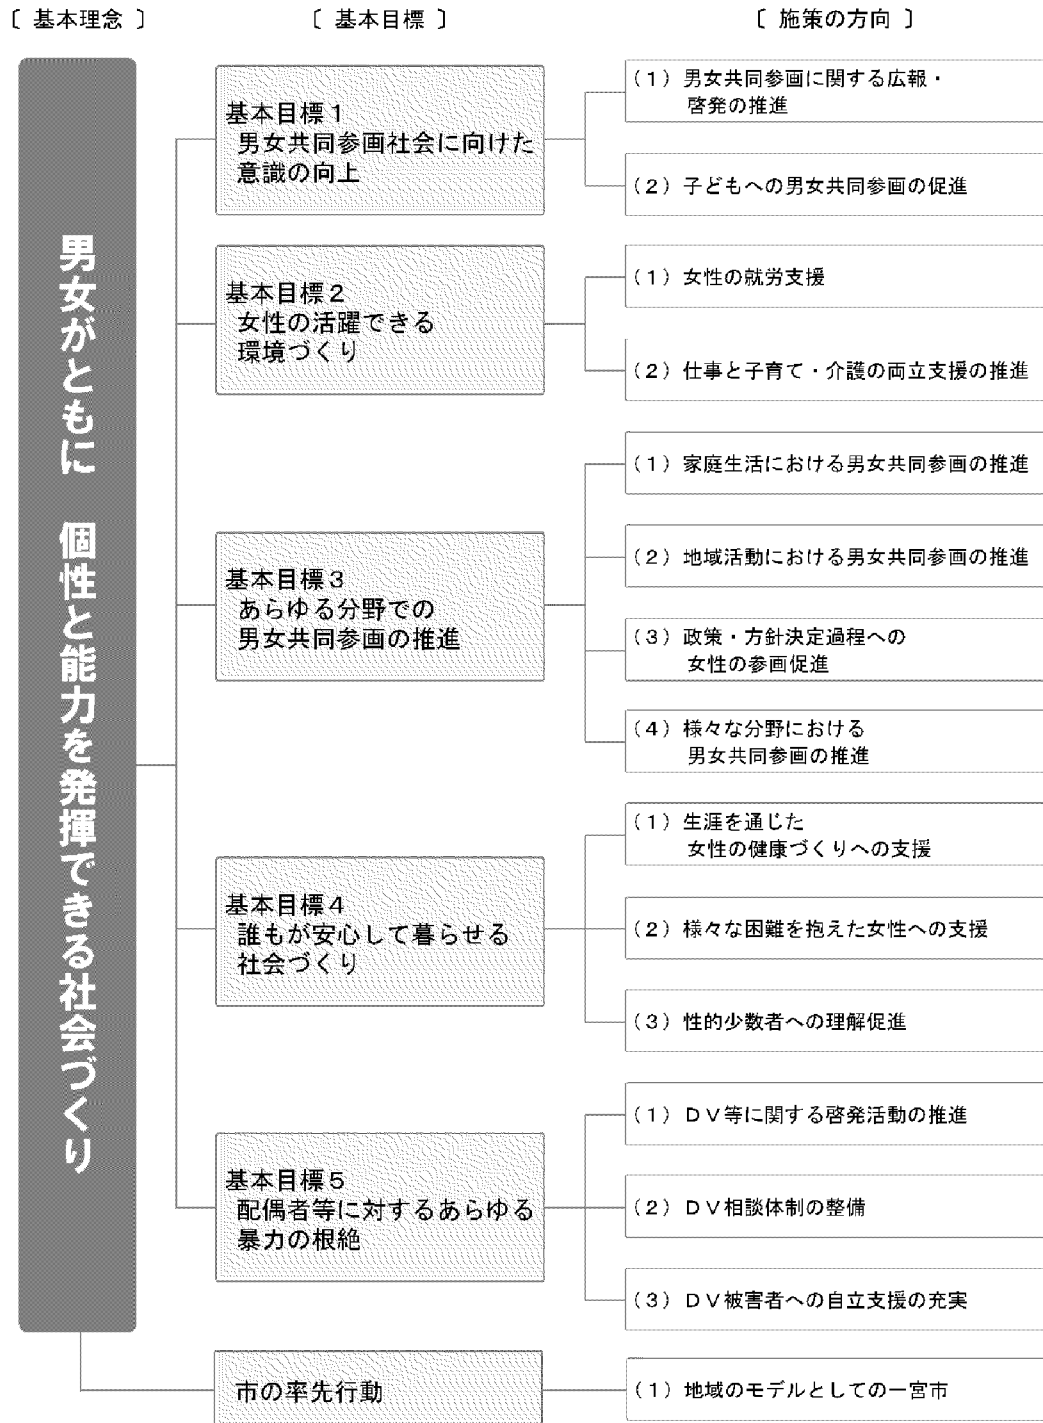 〔 基本理念 〕
〔 基本目標 〕
〔 施策の方向 〕
男女がともに 個性と能力を発揮できる社会づくり
基本目標１
男女共同参画社会に向けた
意識の向上
（１）男女共同参画に関する広報・
啓発の推進
（２）子どもへの男女共同参画の促進
基本目標２
女性の活躍できる
環境づくり
（１）女性の就労支援
（２）仕事と子育て・介護の両立支援の推進
基本目標３
あらゆる分野での
男女共同参画の推進
（１）家庭生活における男女共同参画の推進
（２）地域活動における男女共同参画の推進
（３）政策・方針決定過程への
女性の参画促進
（４）様々な分野における
男女共同参画の推進
基本目標４
誰もが安心して暮らせる
社会づくり
（１）生涯を通じた
女性の健康づくりへの支援
（２）様々な困難を抱えた女性への支援
（３）性的少数者への理解促進
基本目標５
配偶者等に対するあらゆる
暴力の根絶
（１）ＤＶ等に関する啓発活動の推進
（２）ＤＶ相談体制の整備
（３）ＤＶ被害者への自立支援の充実
市の率先行動
（１）地域のモデルとしての一宮市